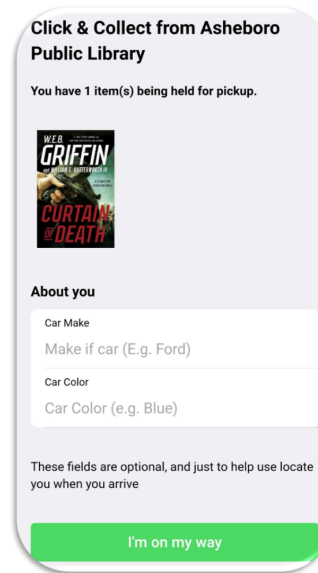 Click & Collect from Asheboro
Public Library
You have 1 item(s) being held for pickup.
W.E.B.
GRIFFIN
and WILLIAM E. BUTTERWORTH IV
CURTAIN
OF DEATH
About you
Car Make
Make if car (E.g. Ford)
Car Color
Car Color (e.g. Blue)
These fields are optional, and just to help use locate
you when you arrive
I'm on my way